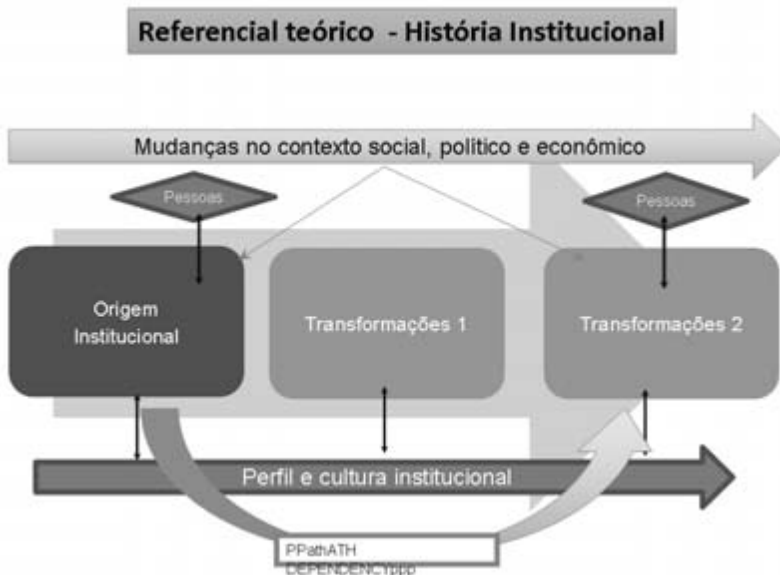 Referencial teórico - História Institucional
Mudanças no contexto social, político e econômico
Pessoas
Pessoas
Origem
Institucional
Transformações 1
Transformações 2
Perfil e cultura institucional
PPathATH
DEPENDENCYppp